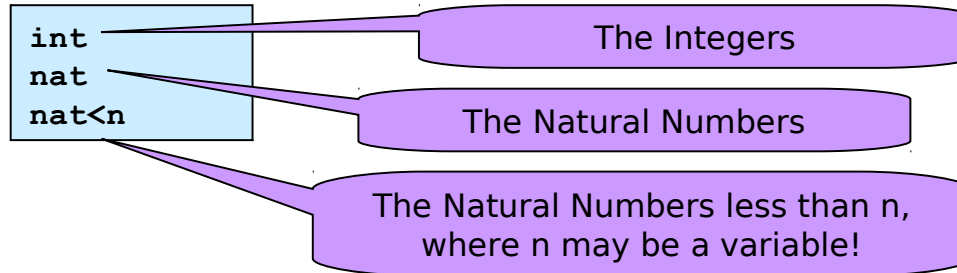 int
nat
nat<n
The Integers
The Natural Numbers
The Natural Numbers less than n,
where n may be a variable!